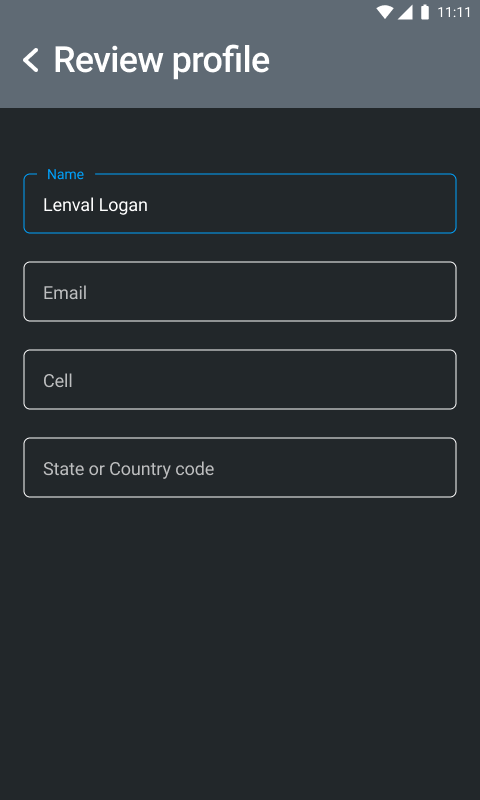 11:11
Review profile
Name
Lenval Logan
Email
Cell
State or Country code